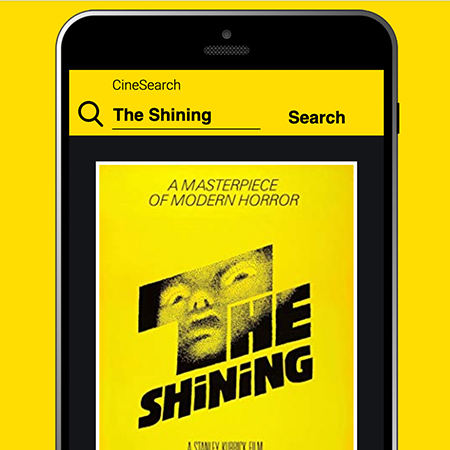 CineSearch
The Shining
Search
A MASTERPIECE
OF MODERN HORROR
THE
SHiNiNG
A STANLEY KUBRICK FILM